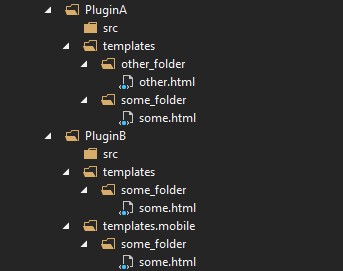 PluginA
src
templates
other_folder
other.html
some_folder
some.html
PluginB
src
templates
some_folder
some.html
templates.mobile
some_folder
some.html